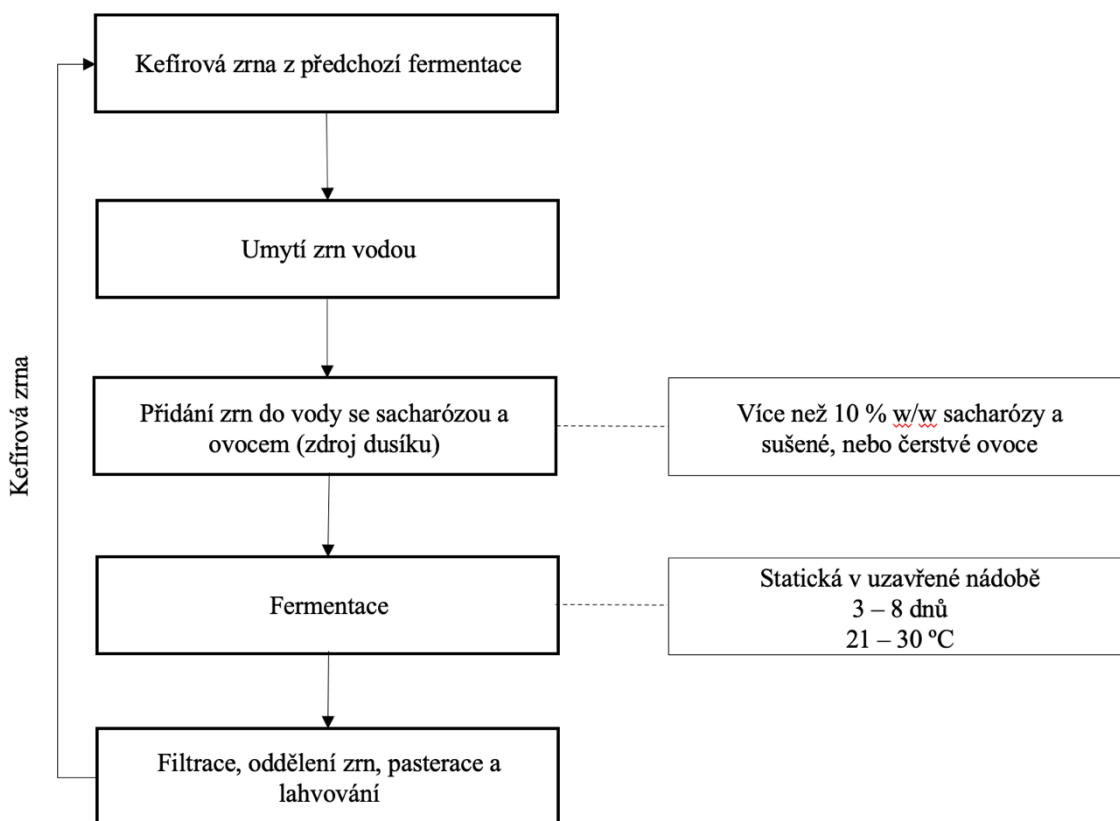 Kefírová zrna z předchozí fermentace
Umytí zrn vodou
Přidání zrn do vody se sacharózou a
ovocem (zdroj dusíku)
Více než 10 % w/w sacharózy a
sušené, nebo čerstvé ovoce
Fermentace
Statická v uzavřené nádobě
3 – 8 dnů
21 – 30 ºC
Filtrace, oddělení zrn, pasterace a
lahvování
Kefírová zrna